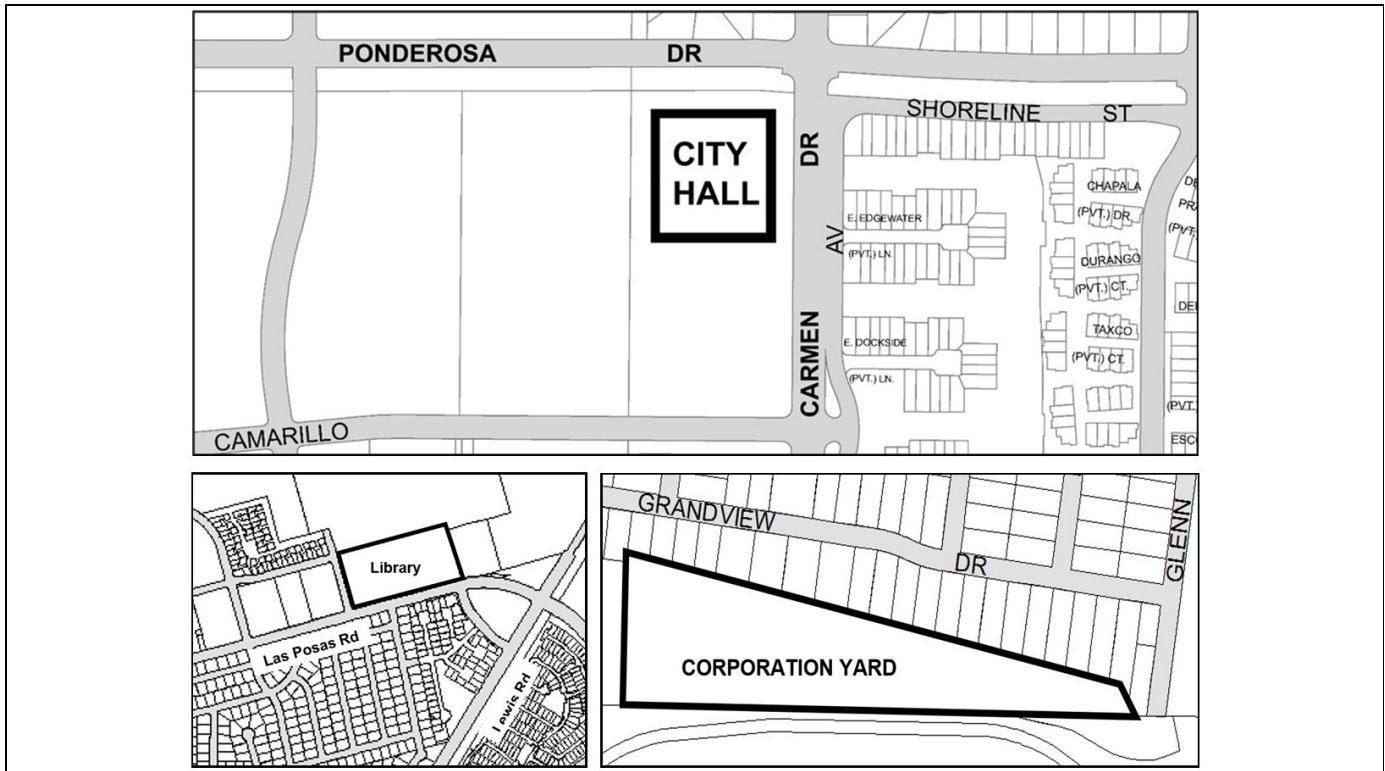 PONDEROSA DR
SHORELINE ST
CITY
HALL
CARMEN DR
AV
CHAPALA
(PVT.) DR.
E. EDGEWATER
(PVT.) LN.
DURANGO
(PVT.) CT.
TAXCO
(PVT.) CT.
E. DOCKSIDE
(PVT.) LN.
CAMARILLO
(PVT.)
Library
Las Posas Rd
Lewis Rd
GRANDVIEW DR
GLENN
CORPORATION YARD